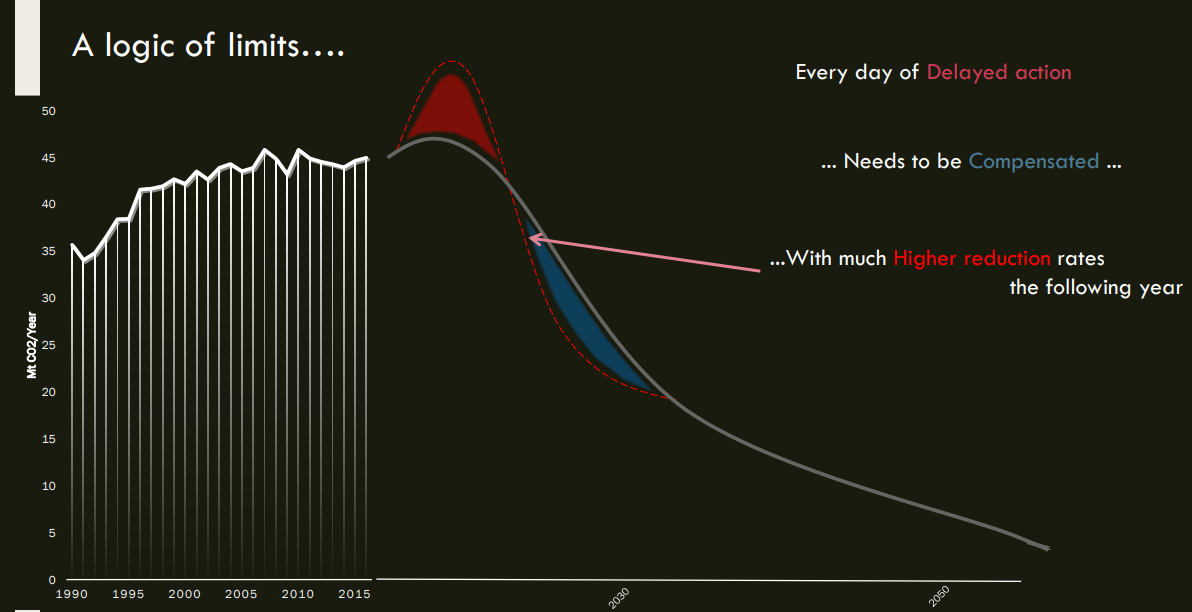 A logic of limits....
Every day of Delayed action
... Needs to be Compensated ...
...With much Higher reduction rates
the following year
Mt CO2/Year
50
45
40
35
30
25
20
15
10
5
0
1990 1995 2000 2005 2010 2015
2030 2050